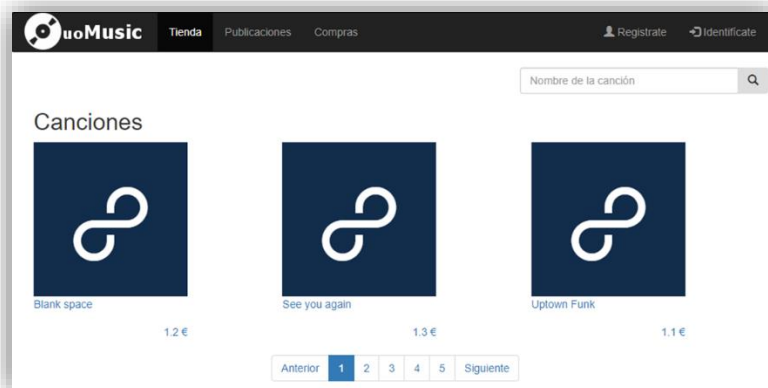 uoMusic Tienda Publicaciones Compras Registrate Identifícate
Nombre de la canción
Canciones
Blank space See you again Uptown Funk
1.2 € 1.3 € 1.1 €
Anterior 1 2 3 4 5 Siguiente